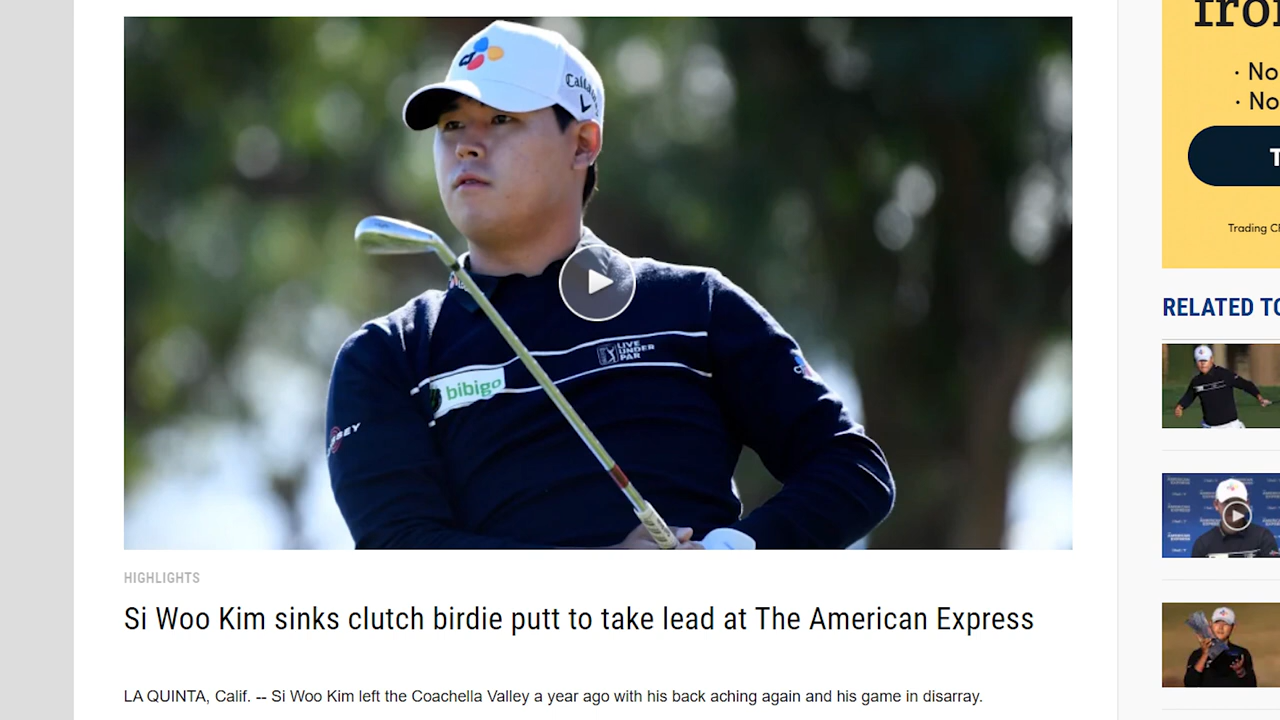 Callaway
bibigo
LIVE
UNDER
PAR
· No
· No
T
Trading
RELATED TO
HIGHLIGHTS
Si Woo Kim sinks clutch birdie putt to take lead at The American Express
LA QUINTA, Calif. -- Si Woo Kim left the Coachella Valley a year ago with his back aching again and his game in disarray.